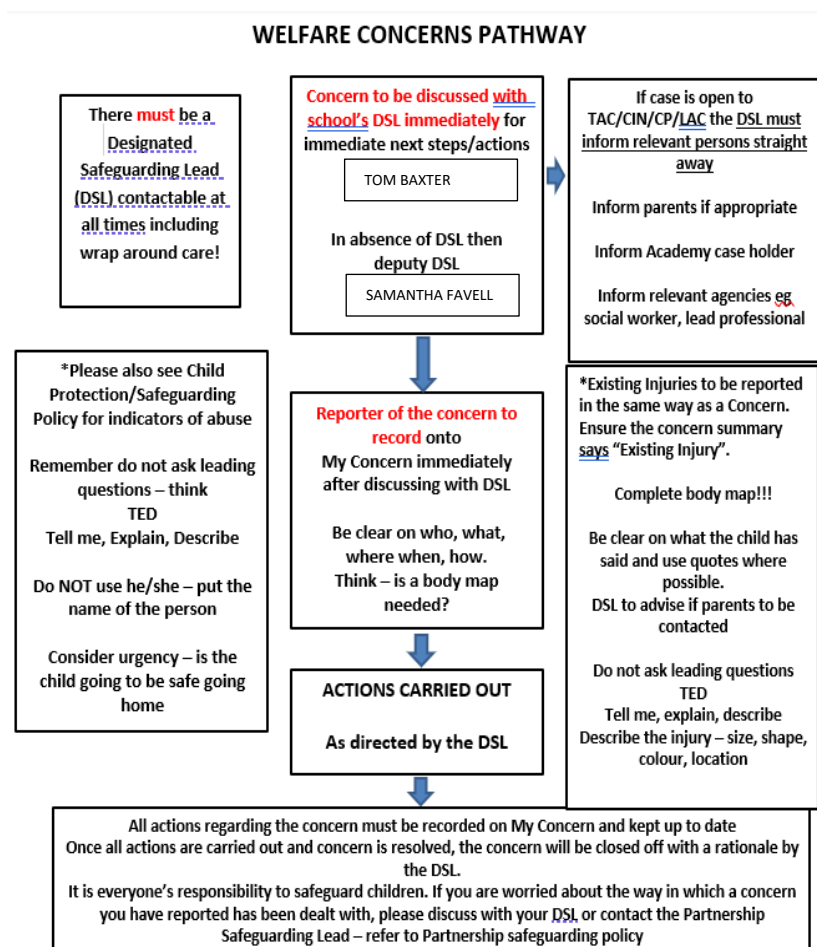 WELFARE CONCERNS PATHWAY
There must be a
Designated
Safeguarding Lead
(DSL) contactable at
all times including
wrap around care!
Concern to be discussed with
school's DSL immediately for
immediate next steps/actions
TOM BAXTER
In absence of DSL then
deputy DSL
SAMANTHA FAVELL
If case is open to
TAC/CIN/CP/LAC the DSL must
inform relevant persons straight
away
Inform parents if appropriate
Inform Academy case holder
Inform relevant agencies eg
social worker, lead professional
*Please also see Child
Protection/Safeguarding
Policy for indicators of abuse
Remember do not ask leading
questions – think
TED
Tell me, Explain, Describe
Do NOT use he/she – put the
name of the person
Consider urgency – is the
child going to be safe going
home
Reporter of the concern to
record onto
My Concern immediately
after discussing with DSL
Be clear on who, what,
where when, how.
Think – is a body map
needed?
*Existing Injuries to be reported
in the same way as a Concern.
Ensure the concern summary
says "Existing Injury".
Complete body map!!!
Be clear on what the child has
said and use quotes where
possible.
DSL to advise if parents to be
contacted
Do not ask leading questions
TED
Tell me, explain, describe
Describe the injury – size, shape,
colour, location
ACTIONS CARRIED OUT
As directed by the DSL
All actions regarding the concern must be recorded on My Concern and kept up to date
Once all actions are carried out and concern is resolved, the concern will be closed off with a rationale by
the DSL.
It is everyone's responsibility to safeguard children. If you are worried about the way in which a concern
you have reported has been dealt with, please discuss with your DSL or contact the Partnership
Safeguarding Lead – refer to Partnership safeguarding policy